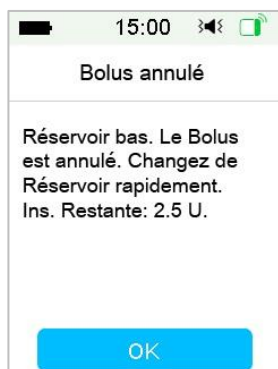 15:00
Bolus annulé
Réservoir bas. Le Bolus
est annulé. Changez de
Réservoir rapidement.
Ins. Restante: 2.5 U.
OK